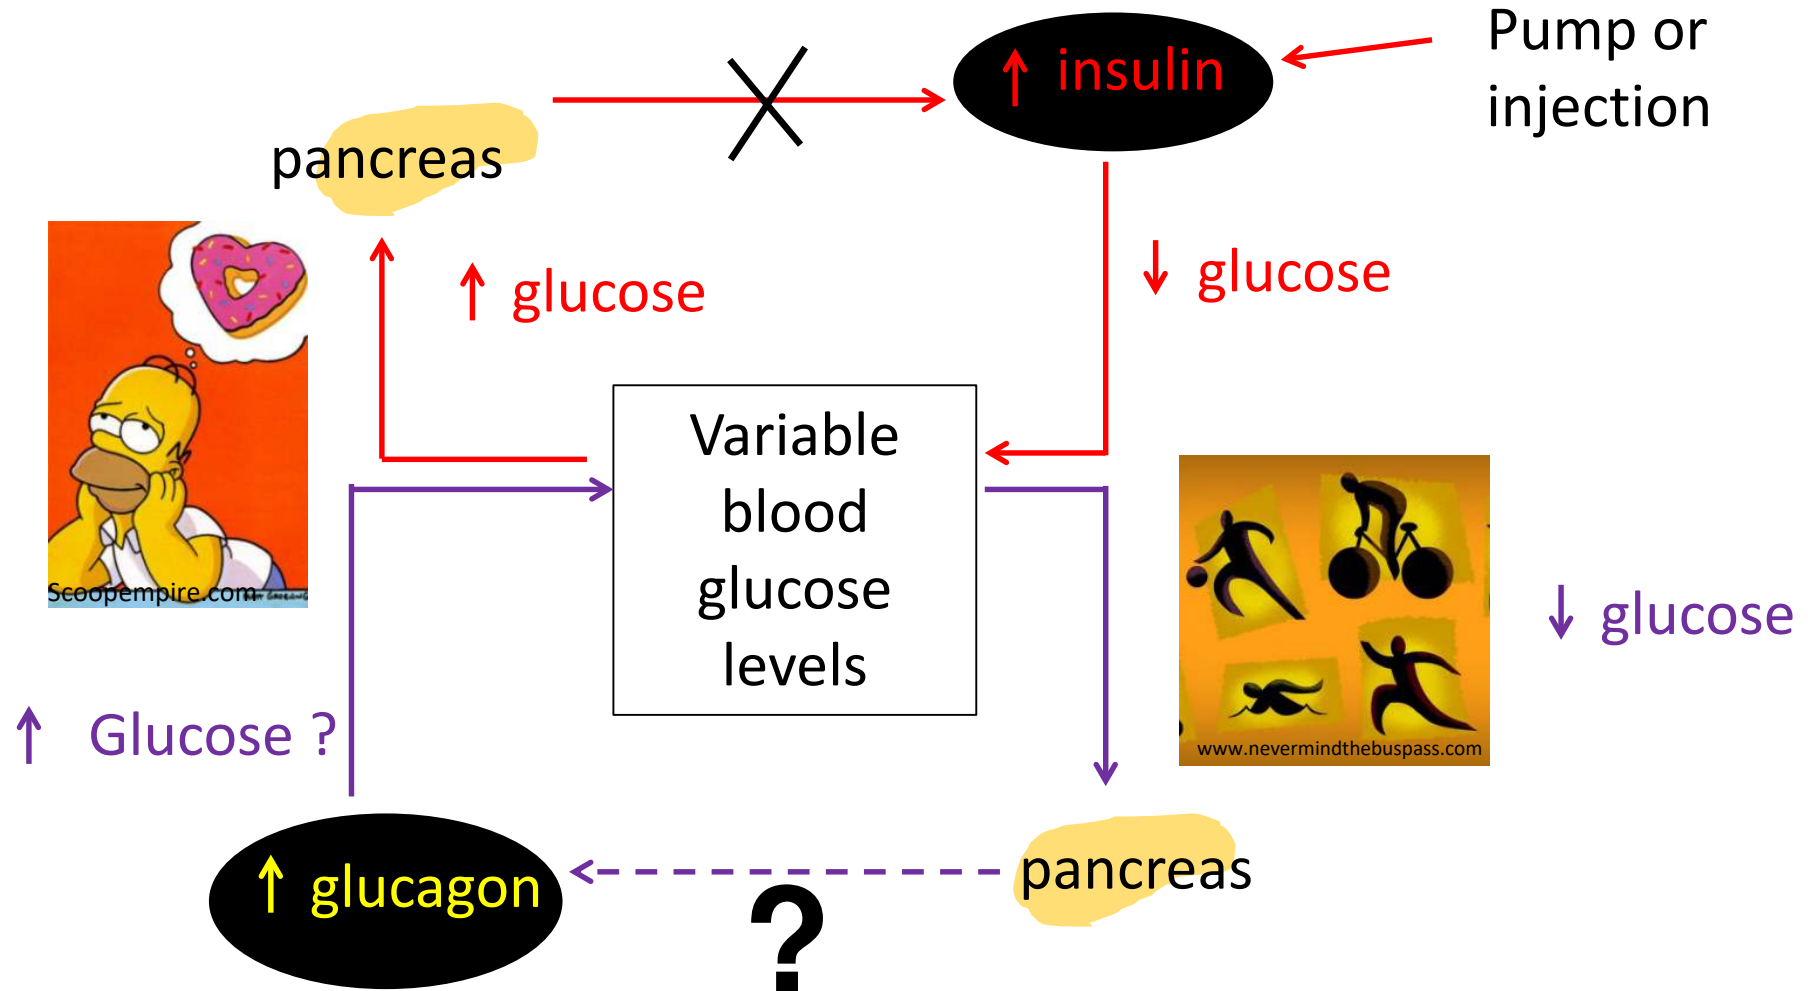 Pump or
injection
↑ insulin
pancreas
↑ glucose
↓ glucose
Variable
blood
glucose
levels
Scoopempire.com
www.nevermindthebuspass.com
↓ glucose
↑ Glucose ?
↑ glucagon
?
pancreas